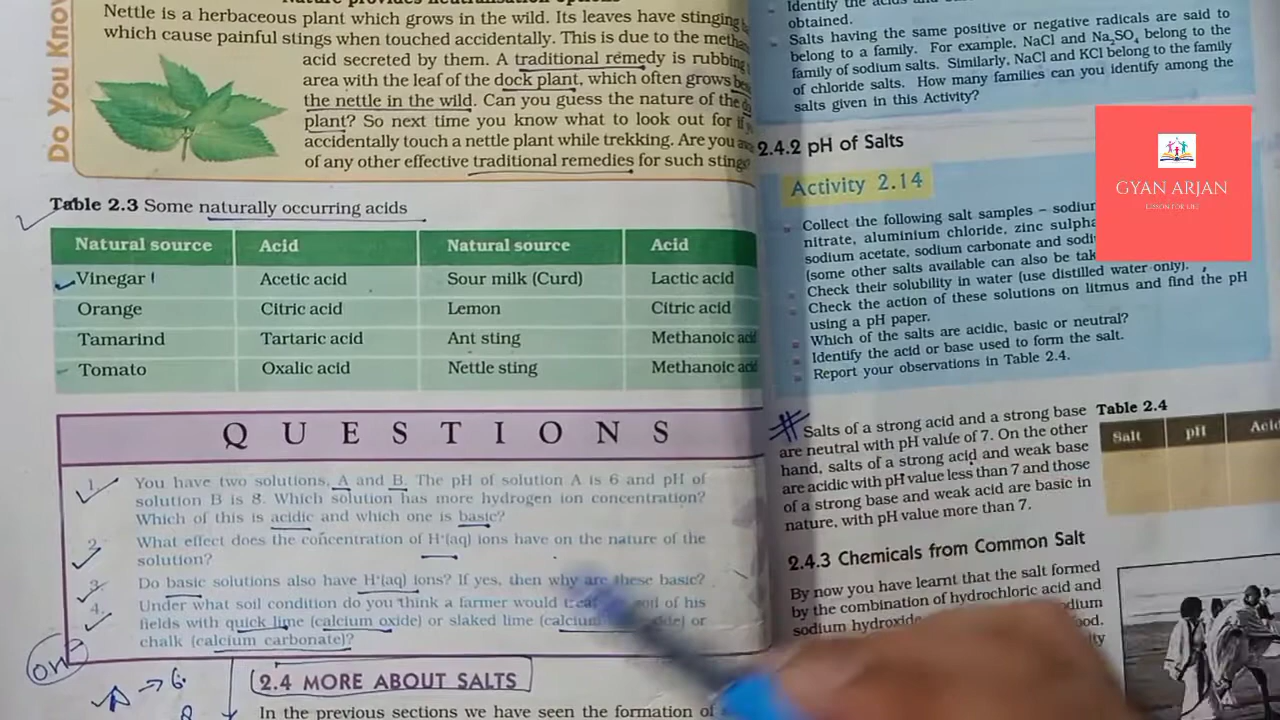 Do You Know
Nettle is a herbaceous plant which grows in the wild. Its leaves have stinging
which cause painful stings when touched accidentally. This is due to the
acid secreted by them. A traditional remedy is rubbing
area with the leaf of the dock plant, which often grows
the nettle in the wild. Can you guess the nature of the
plant? So next time you know what to look out for if
accidentally touch a nettle plant while trekking. Are you
of any other effective traditional remedies for such
Table 2.3 Some naturally occurring acids
Natural source Acid Natural source Acid
Vinegar Acetic acid Sour milk (Curd) Lactic acid
Orange Citric acid Lemon Citric acid
Tamarind Tartaric acid Ant sting Methanoic acid
Tomato Oxalic acid Nettle sting Methanoic acid
QUESTIONS
1. You have two solutions, A and B. The pH of solution A is 6 and pH of
solution B is 8. Which solution has more hydrogen ion concentration?
Which of this is acidic and which one is basic?
2. What effect does the concentration of H⁺(aq) ions have on the nature of the
solution?
3. Do basic solutions also have H⁺(aq) ions? If yes, then why are these basic?
4. Under what soil condition do you think a farmer would treat of his
fields with quick lime (calcium oxide) or slaked lime or
chalk (calcium carbonate)?
A → 6
2.4 MORE ABOUT SALTS
In the previous sections we have seen the formation of
Identify the
obtained.
Salts having the same positive or negative radicals are said to
belong to a family. For example, NaCl and Na₂SO₄ belong to the
family of sodium salts. Similarly, NaCl and KCl belong to the family
of chloride salts. How many families can you identify among the
salts given in this Activity?
2.4.2 pH of Salts
Activity 2.14
Collect the following salt samples –
nitrate, aluminium chloride, zinc
sodium acetate, sodium carbonate and
(some other salts available can also be
Check their solubility in water (use distilled water only).
Check the action of these solutions on litmus and find the pH
using a pH paper.
Which of the salts are acidic, basic or neutral?
Identify the acid or base used to form the salt.
Report your observations in Table 2.4.
# Salts of a strong acid and a strong base
are neutral with pH value of 7. On the other
hand, salts of a strong acid and weak base
are acidic with pH value less than 7 and those
of a strong base and weak acid are basic in
nature, with pH value more than 7.
Table 2.4
Salt pH
2.4.3 Chemicals from Common Salt
By now you have learnt that the salt formed
by the combination of hydrochloric acid and
sodium
GYAN ARJAN
LESSON FOR LIFE